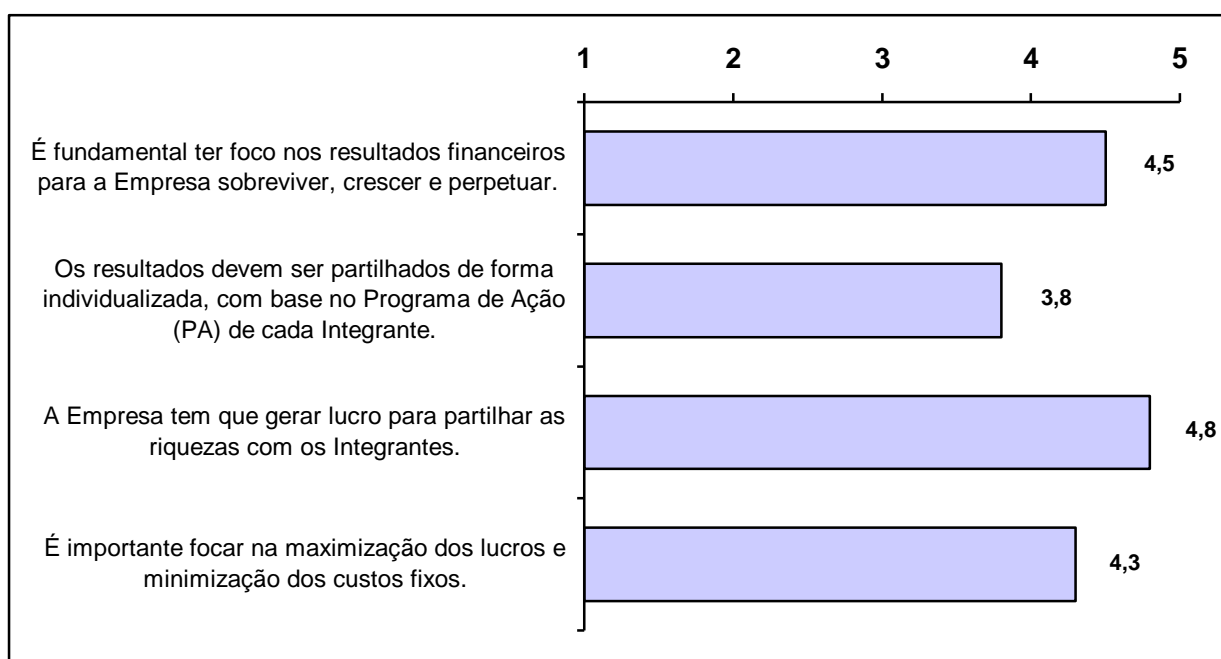 1 2 3 4 5
É fundamental ter foco nos resultados financeiros
para a Empresa sobreviver, crescer e perpetuar.
4,5
Os resultados devem ser partilhados de forma
individualizada, com base no Programa de Ação
(PA) de cada Integrante.
3,8
A Empresa tem que gerar lucro para partilhar as
riquezas com os Integrantes.
4,8
É importante focar na maximização dos lucros e
minimização dos custos fixos.
4,3